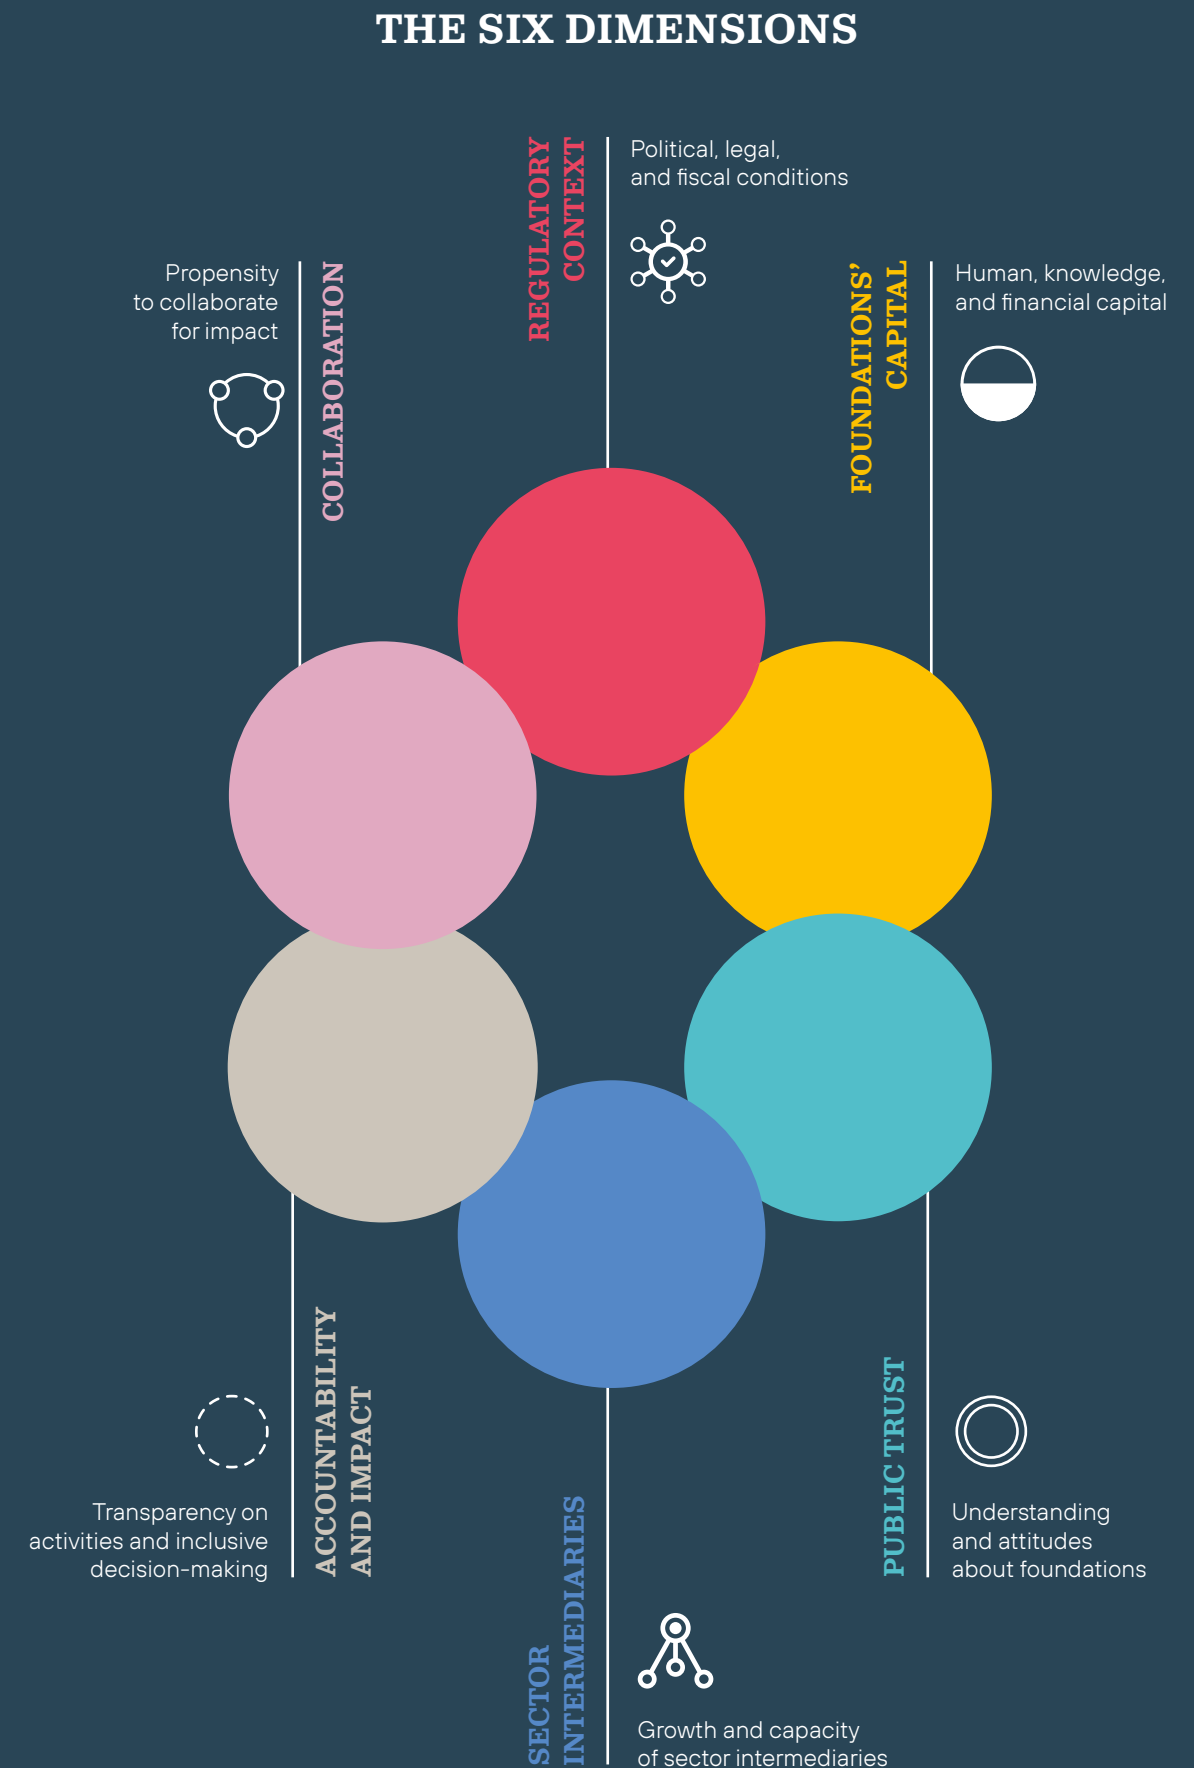 THE SIX DIMENSIONS
REGULATORY
CONTEXT
Political, legal,
and fiscal conditions
Propensity
to collaborate
for impact
COLLABORATION
FOUNDATIONS’
CAPITAL
Human, knowledge,
and financial capital
ACCOUNTABILITY
AND IMPACT
Transparency on
activities and inclusive
decision-making
PUBLIC TRUST
Understanding
and attitudes
about foundations
SECTOR
INTERMEDIARIES
Growth and capacity
of sector intermediaries